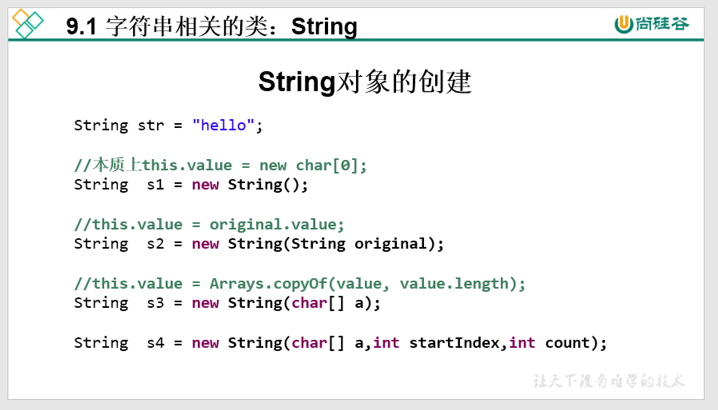 9.1 字符串相关的类：String
尚硅谷
String对象的创建
String str = "hello";
//本质上this.value = new char[0];
String  s1 = new String();
//this.value = original.value;
String  s2 = new String(String original);
//this.value = Arrays.copyOf(value, value.length);
String  s3 = new String(char[] a);
String  s4 = new String(char[] a,int startIndex,int count);
让天下没有难学的技术